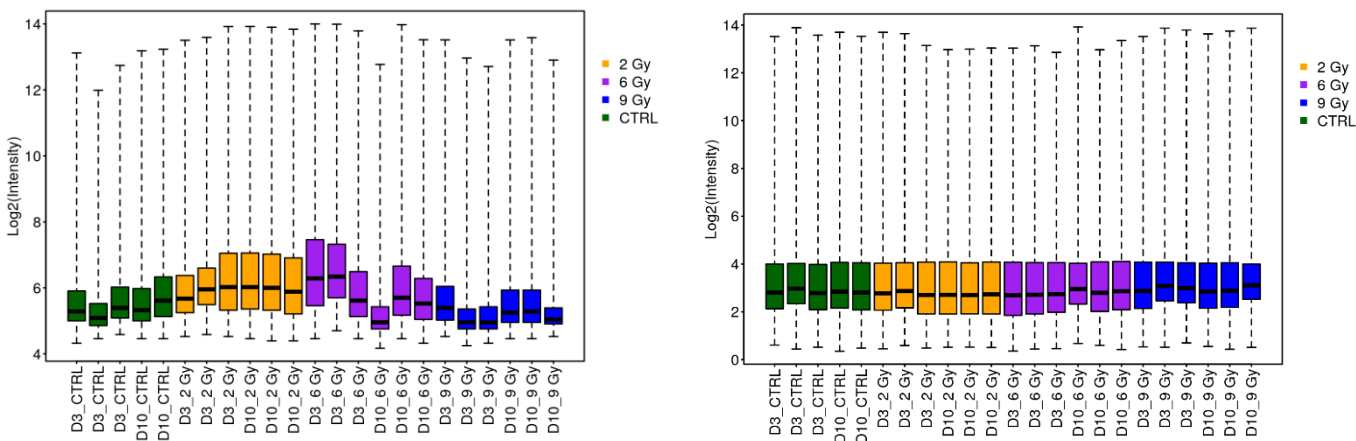 14
12
10
8
6
4
Log2(Intensity)
D3_CTRL
D3_CTRL
D3_CTRL
D10_CTRL
D10_CTRL
D3_2 Gy
D3_2 Gy
D3_2 Gy
D10_2 Gy
D10_2 Gy
D10_2 Gy
D3_6 Gy
D3_6 Gy
D3_6 Gy
D10_6 Gy
D10_6 Gy
D10_6 Gy
D3_9 Gy
D3_9 Gy
D3_9 Gy
D10_9 Gy
D10_9 Gy
D10_9 Gy
2 Gy
6 Gy
9 Gy
CTRL
14
12
10
8
6
4
2
0
Log2(Intensity)
D3_CTRL
D3_CTRL
D3_CTRL
D10_CTRL
D10_CTRL
D3_2 Gy
D3_2 Gy
D3_2 Gy
D10_2 Gy
D10_2 Gy
D10_2 Gy
D3_6 Gy
D3_6 Gy
D3_6 Gy
D10_6 Gy
D10_6 Gy
D10_6 Gy
D3_9 Gy
D3_9 Gy
D3_9 Gy
D10_9 Gy
D10_9 Gy
D10_9 Gy
2 Gy
6 Gy
9 Gy
CTRL